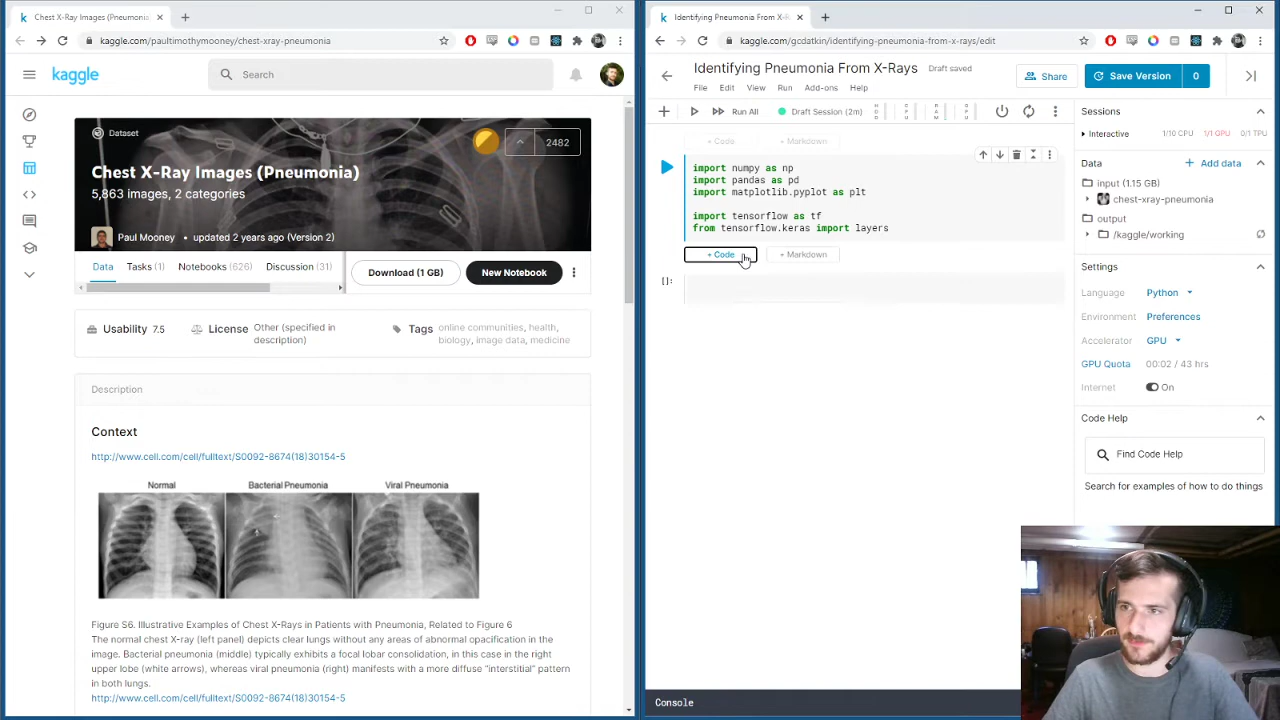 Chest X-Ray Images (Pneumonia)
kaggle.com/paultimothymooney/chest-xray-pneumonia
kaggle
Search
Dataset
2482
Chest X-Ray Images (Pneumonia)
5,863 images, 2 categories
Paul Mooney • updated 2 years ago (Version 2)
Data
Tasks (1)
Notebooks (626)
Discussion (31)
Download (1 GB)
New Notebook
Usability 7.5
License Other (specified in description)
Tags online communities, health, biology, image data, medicine
Description
Context
http://www.cell.com/cell/fulltext/S0092-8674(18)30154-5
Normal
Bacterial Pneumonia
Viral Pneumonia
Figure S6. Illustrative Examples of Chest X-Rays in Patients with Pneumonia, Related to Figure 6
The normal chest X-ray (left panel) depicts clear lungs without any areas of abnormal opacification in the
image. Bacterial pneumonia (middle) typically exhibits a focal lobar consolidation, in this case in the right
upper lobe (white arrows), whereas viral pneumonia (right) manifests with a more diffuse "interstitial" pattern
in both lungs.
http://www.cell.com/cell/fulltext/S0092-8674(18)30154-5
Identifying Pneumonia From X-R
kaggle.com/gcdatkin/identifying-pneumonia-from-x-rays/edit
Identifying Pneumonia From X-Rays
Draft saved
File Edit View Run Add-ons Help
Share
Save Version 0
Run All
Draft Session (2m)
+ Code
+ Markdown
import numpy as np
import pandas as pd
import matplotlib.pyplot as plt
import tensorflow as tf
from tensorflow.keras import layers
+ Code
+ Markdown
[]:
Console
Sessions
Interactive 1/10 CPU 1/1 GPU 0/1 TPU
Data
+ Add data
input (1.15 GB)
chest-xray-pneumonia
output
/kaggle/working
Settings
Language Python
Environment Preferences
Accelerator GPU
GPU Quota 00:02 / 43 hrs
Internet On
Code Help
Find Code Help
Search for examples of how to do things